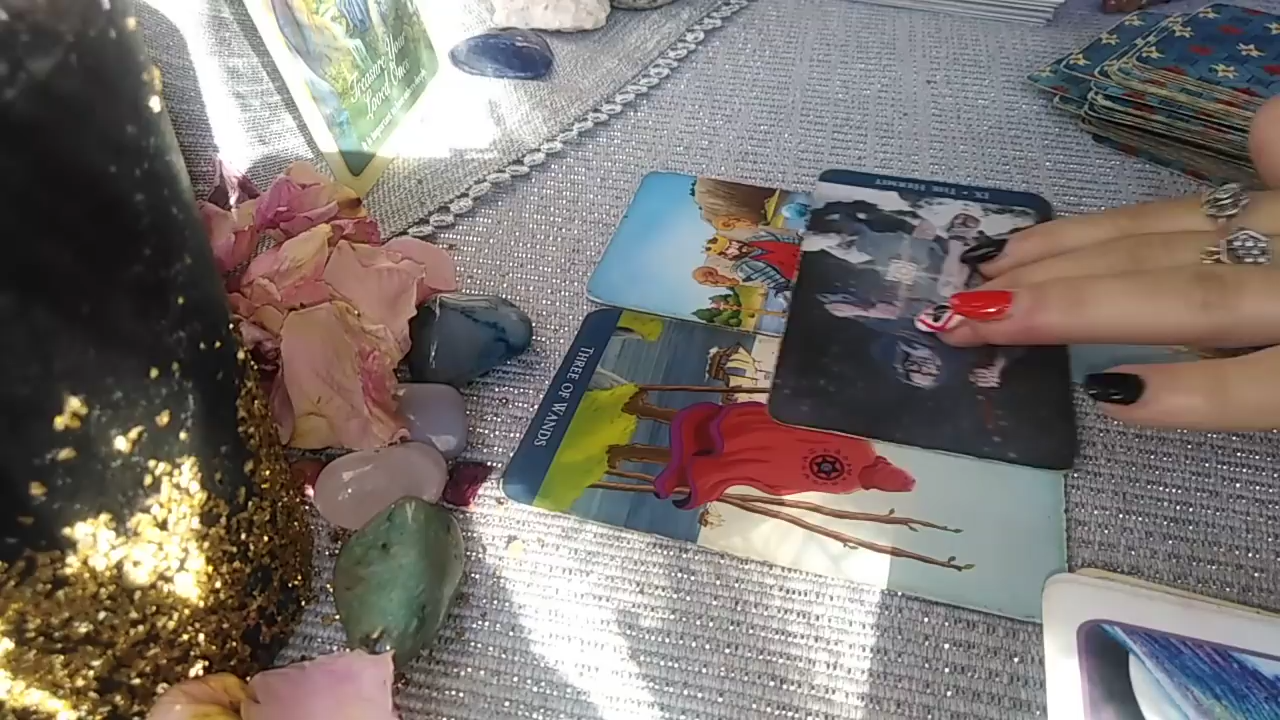 Treasure Your
Loved Ones
IX • THE HERMIT
THREE OF WANDS